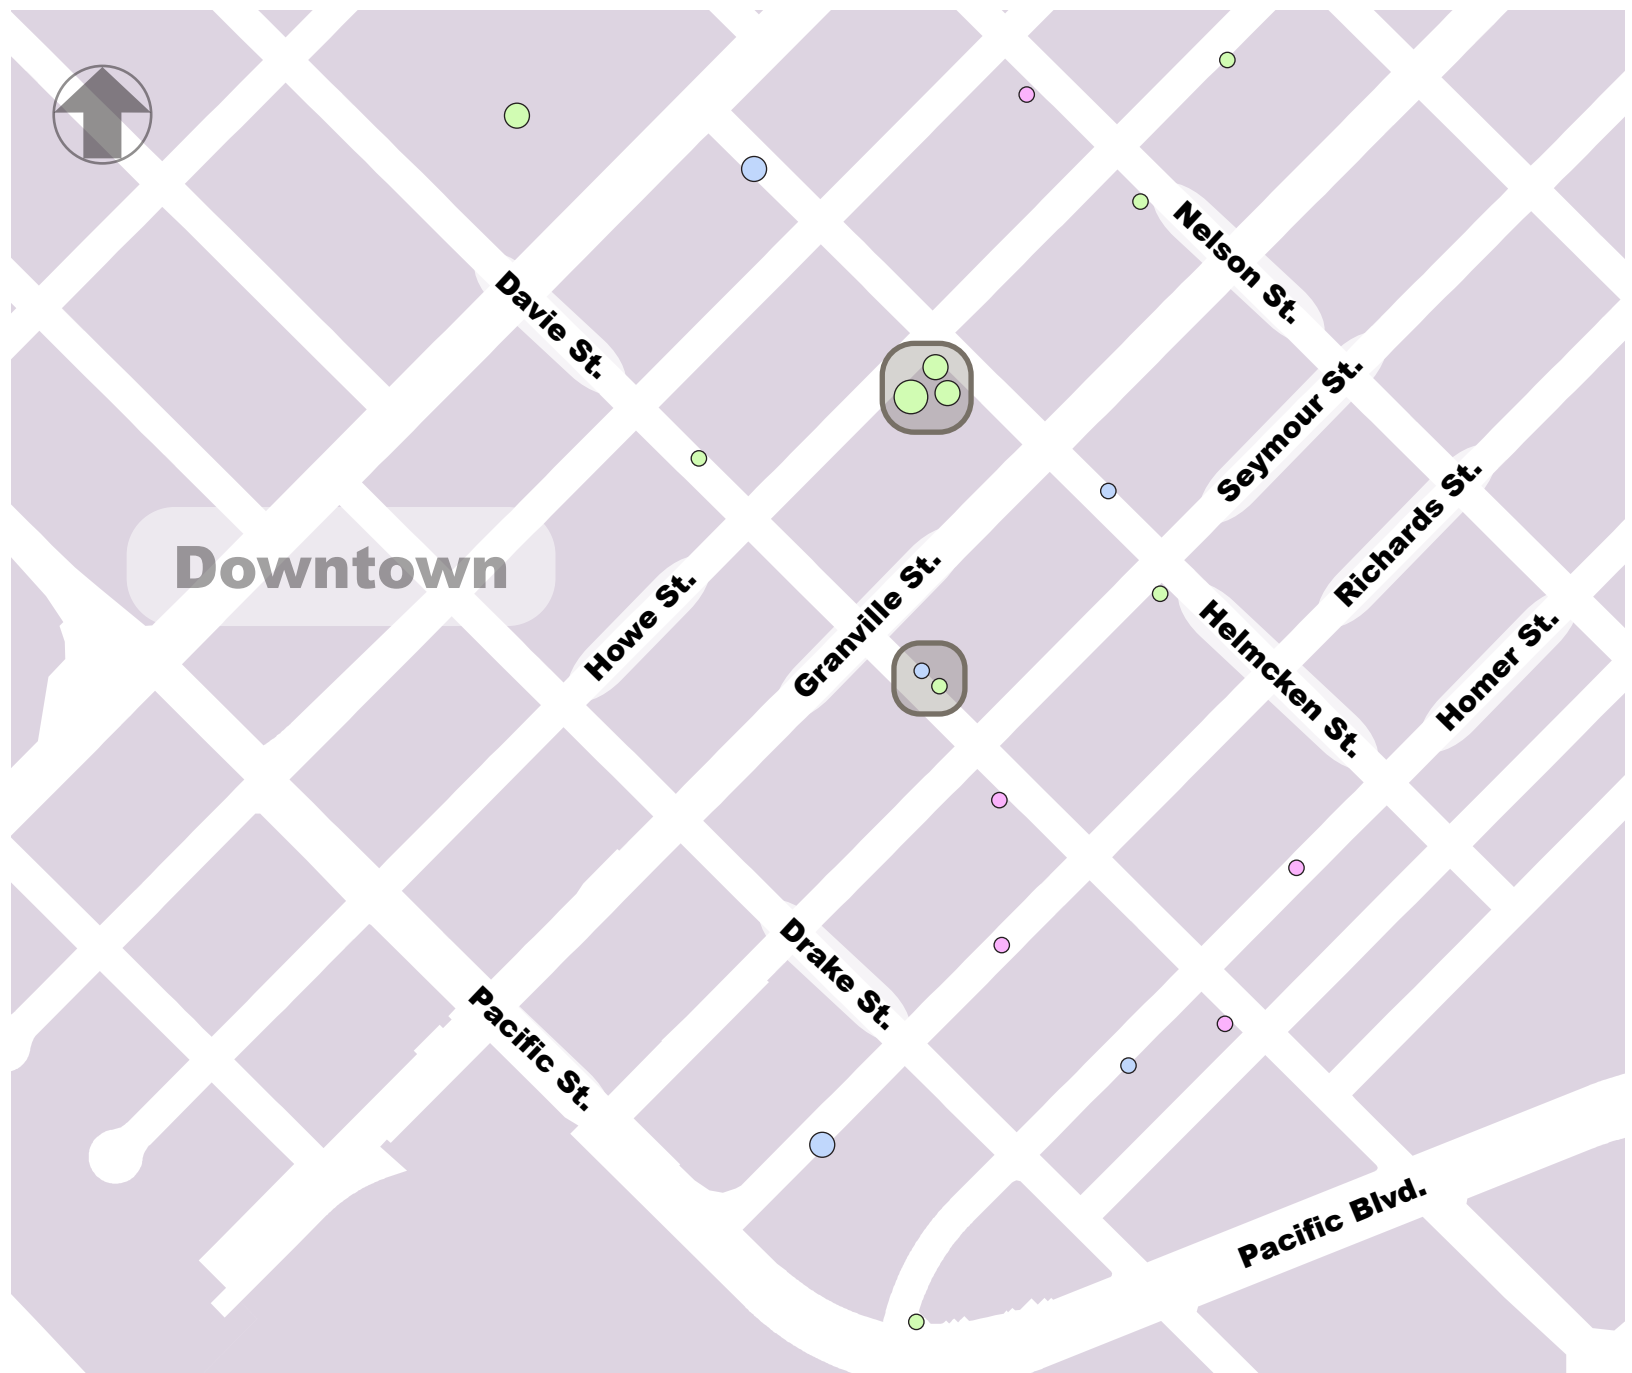 Nelson St.
Davie St.
Seymour St.
Richards St.
Downtown
Howe St.
Granville St.
Helmcken St.
Homer St.
Drake St.
Pacific St.
Pacific Blvd.